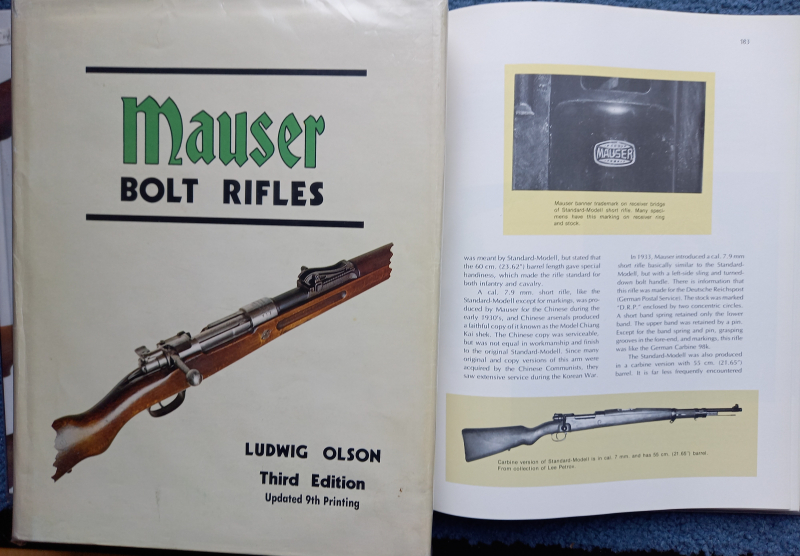 Mauser
BOLT RIFLES
LUDWIG OLSON
Third Edition
Updated 9th Printing
183
MAUSER
Mauser banner trademark on receiver bridge
of Standard-Modell short rifle. Many speci-
mens have this marking on receiver ring
and stock.
was meant by Standard-Modell, but stated that
the 60 cm. (23.62") barrel length gave special
handiness, which made the rifle standard for
both infantry and cavalry.
A cal. 7.9 mm. short rifle, like the
Standard-Modell except for markings, was pro-
duced by Mauser for the Chinese during the
early 1930's, and Chinese arsenals produced
a faithful copy of it known as the Model Chiang
Kai shek. The Chinese copy was serviceable,
but was not equal in workmanship and finish
to the original Standard-Modell. Since many
original and copy versions of this arm were
acquired by the Chinese Communists, they
saw extensive service during the Korean War.
In 1933, Mauser introduced a cal. 7.9 mm
short rifle basically similar to the Standard-
Modell, but with a left-side sling and turned-
down bolt handle. There is information that
this rifle was made for the Deutsche Reichspost
(German Postal Service). The stock was marked
"D.R.P." enclosed by two concentric circles.
A short band spring retained only the lower
band. The upper band was retained by a pin.
Except for the band spring and pin, grasping
grooves in the fore-end, and markings, this rifle
was like the German Carbine 98k.
The Standard-Modell was also produced
in a carbine version with 55 cm. (21.65")
barrel. It is far less frequently encountered
Carbine version of Standard-Modell is in cal. 7 mm. and has 55 cm. (21.65") barrel.
From collection of Lee Petrov.